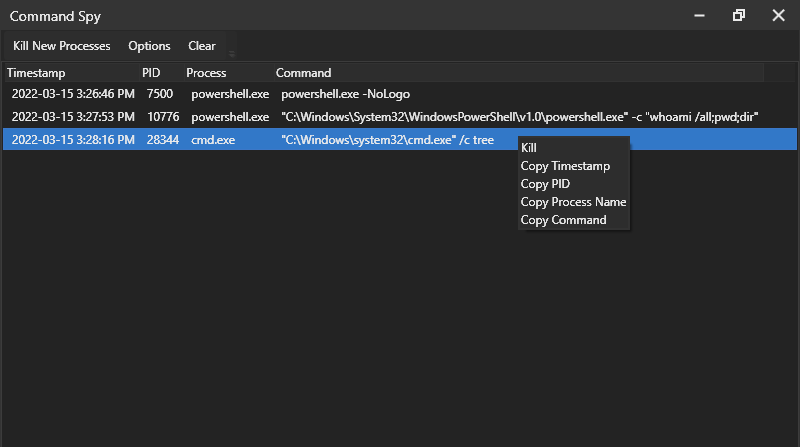 Command Spy
Kill New Processes Options Clear
Timestamp PID Process Command
2022-03-15 3:26:46 PM 7500 powershell.exe powershell.exe -NoLogo
2022-03-15 3:27:53 PM 10776 powershell.exe "C:\Windows\System32\WindowsPowerShell\v1.0\powershell.exe" -c "whoami /all;pwd;dir"
2022-03-15 3:28:16 PM 28344 cmd.exe "C:\Windows\system32\cmd.exe" /c tree
Kill
Copy Timestamp
Copy PID
Copy Process Name
Copy Command